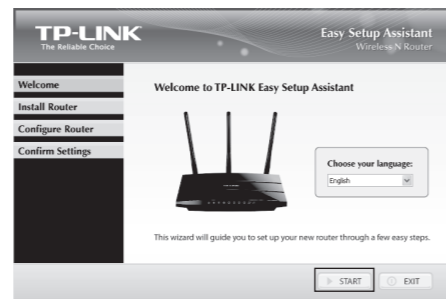 TP-LINK
The Reliable Choice
Easy Setup Assistant
Wireless N Router
Welcome
Install Router
Configure Router
Confirm Settings
Welcome to TP-LINK Easy Setup Assistant
TP-LINK
Choose your language:
English
This wizard will guide you to set up your new router through a few easy steps.
START
EXIT